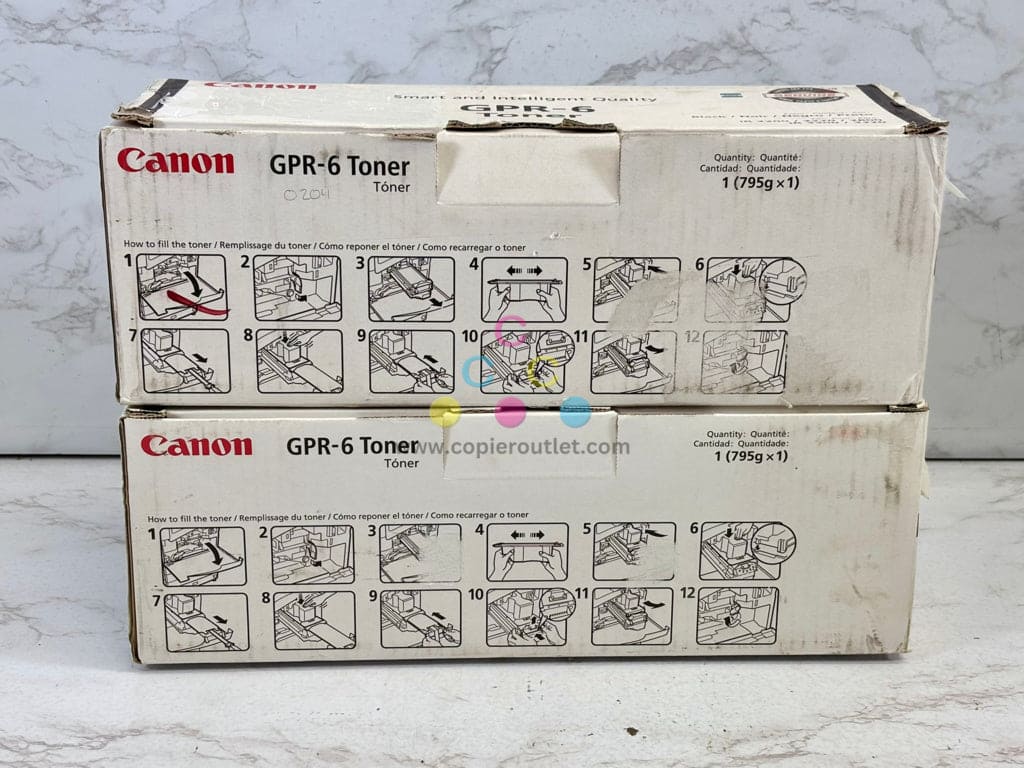 Canon
Smart and Intelligent Quality
GPR-6
Toner
Canon
GPR-6 Toner
Tóner
0204
Quantity: Quantité:
Cantidad: Quantidade:
1 (795g×1)
How to fill the toner / Remplissage du toner / Cómo reponer el tóner / Como recarregar o toner
1 2 3 4 5 6
7 8 9 10 11 12
C
C C
www.copieroutlet.com
Canon
GPR-6 Toner
Tóner
Quantity: Quantité:
Cantidad: Quantidade:
1 (795g×1)
How to fill the toner / Remplissage du toner / Cómo reponer el tóner / Como recarregar o toner
1 2 3 4 5 6
7 8 9 10 11 12